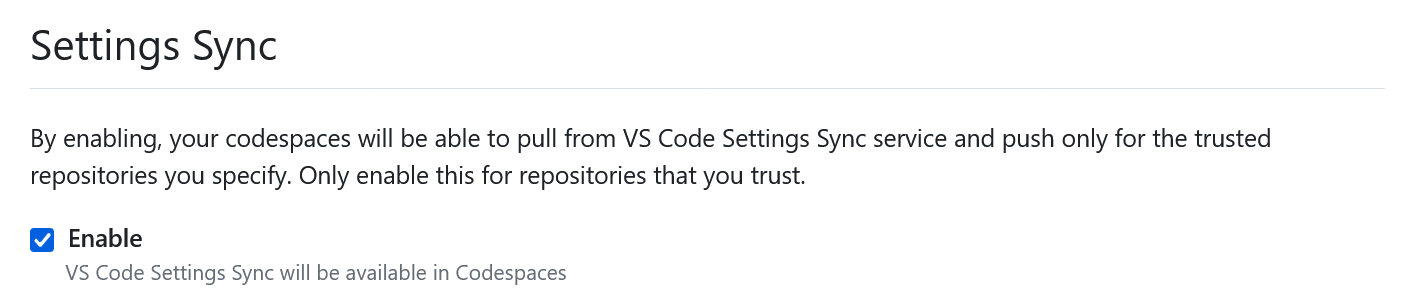 Settings Sync
By enabling, your codespaces will be able to pull from VS Code Settings Sync service and push only for the trusted
repositories you specify. Only enable this for repositories that you trust.
Enable
VS Code Settings Sync will be available in Codespaces